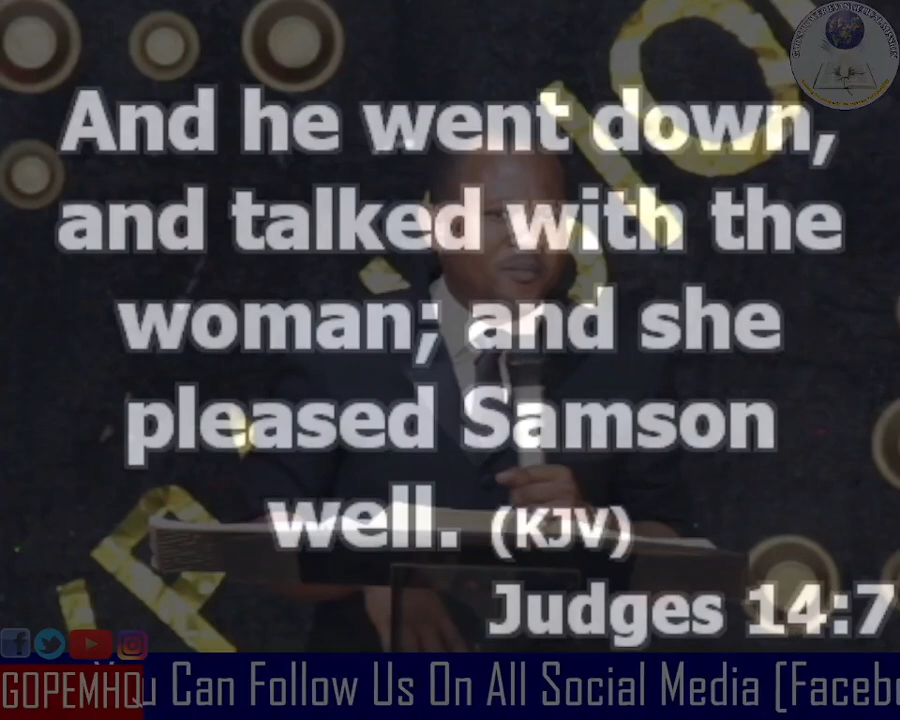 And he went down,
and talked with the
woman; and she
pleased Samson
well. (KJV)
Judges 14:7
GOPEMHQ
You Can Follow Us On All Social Media [Faceb